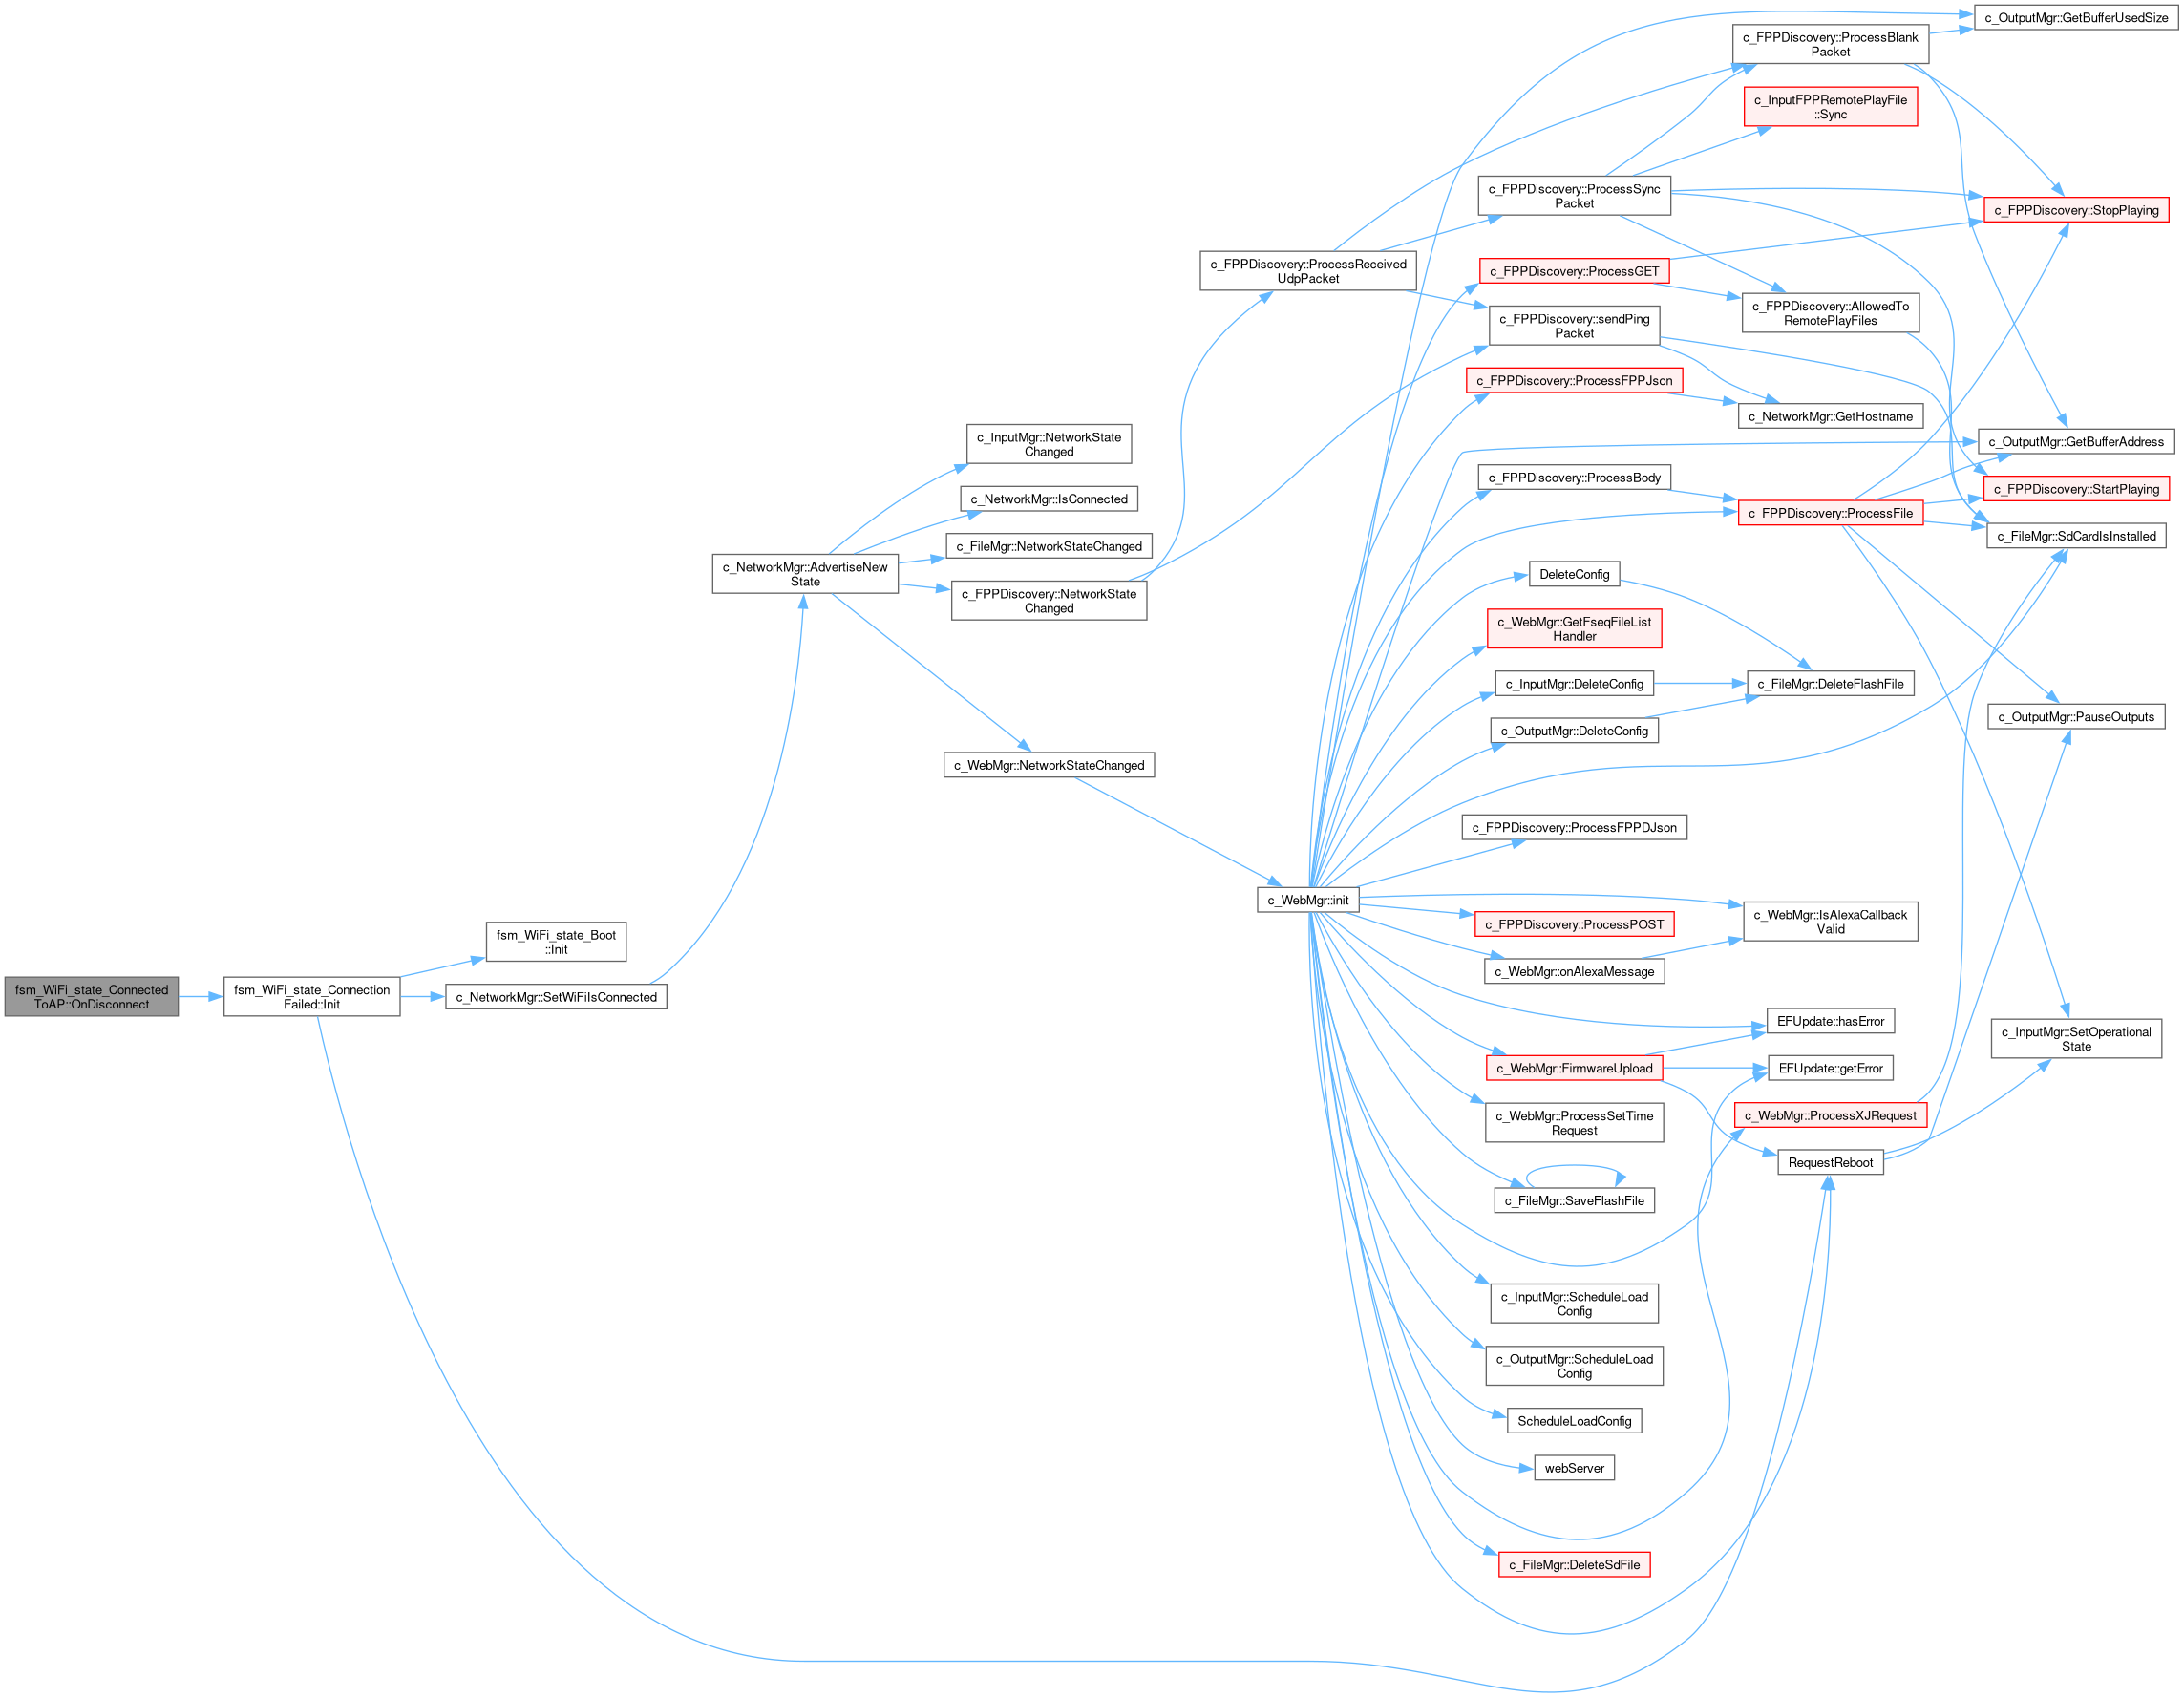 fsm_WiFi_state_Connected
ToAP::OnDisconnect
fsm_WiFi_state_Connection
Failed::Init
fsm_WiFi_state_Boot
::Init
c_NetworkMgr::SetWiFiIsConnected
c_NetworkMgr::AdvertiseNew
State
c_InputMgr::NetworkState
Changed
c_NetworkMgr::IsConnected
c_FileMgr::NetworkStateChanged
c_FPPDiscovery::NetworkState
Changed
c_WebMgr::NetworkStateChanged
c_FPPDiscovery::ProcessReceived
UdpPacket
c_WebMgr::init
c_FPPDiscovery::ProcessSync
Packet
c_FPPDiscovery::ProcessGET
c_FPPDiscovery::sendPing
Packet
c_FPPDiscovery::ProcessFPPJson
c_FPPDiscovery::ProcessBody
DeleteConfig
c_WebMgr::GetFseqFileList
Handler
c_InputMgr::DeleteConfig
c_OutputMgr::DeleteConfig
c_FPPDiscovery::ProcessFPPDJson
c_FPPDiscovery::ProcessPOST
c_WebMgr::onAlexaMessage
c_WebMgr::FirmwareUpload
c_WebMgr::ProcessSetTime
Request
c_FileMgr::SaveFlashFile
c_InputMgr::ScheduleLoad
Config
c_OutputMgr::ScheduleLoad
Config
ScheduleLoadConfig
webServer
c_FileMgr::DeleteSdFile
c_FPPDiscovery::ProcessBlank
Packet
c_InputFPPRemotePlayFile
::Sync
c_FPPDiscovery::AllowedTo
RemotePlayFiles
c_NetworkMgr::GetHostname
c_FPPDiscovery::ProcessFile
c_FileMgr::DeleteFlashFile
c_WebMgr::IsAlexaCallback
Valid
EFUpdate::hasError
EFUpdate::getError
c_WebMgr::ProcessXJRequest
RequestReboot
c_OutputMgr::GetBufferUsedSize
c_FPPDiscovery::StopPlaying
c_OutputMgr::GetBufferAddress
c_FPPDiscovery::StartPlaying
c_FileMgr::SdCardIsInstalled
c_OutputMgr::PauseOutputs
c_InputMgr::SetOperational
State